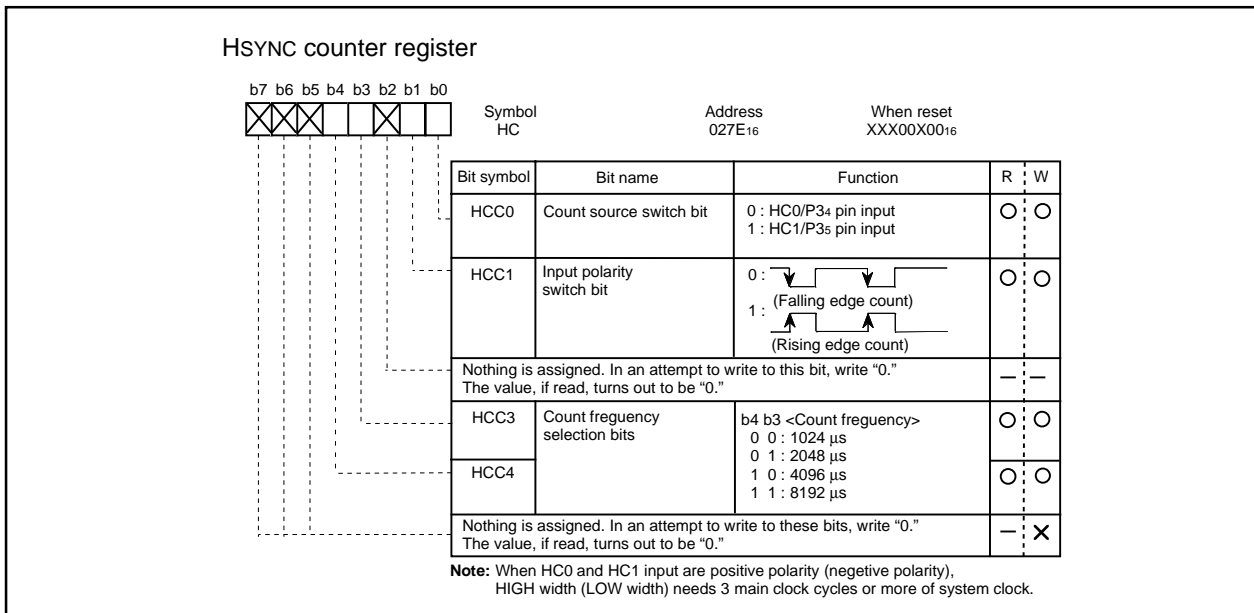 HSYNC counter register
b7 b6 b5 b4 b3 b2 b1 b0
Symbol Address When reset
HC 027E16 XXX00X0016
Bit symbol Bit name Function R W
HCC0 Count source switch bit 0 : HC0/P34 pin input
1 : HC1/P35 pin input
HCC1 Input polarity
switch bit
0 :
(Falling edge count)
1 :
(Rising edge count)
Nothing is assigned. In an attempt to write to this bit, write “0.”
The value, if read, turns out to be “0.”
HCC3 Count freguency
selection bits
b4 b3 <Count freguency>
0 0 : 1024 μs
0 1 : 2048 μs
1 0 : 4096 μs
1 1 : 8192 μs
HCC4
Nothing is assigned. In an attempt to write to these bits, write “0.”
The value, if read, turns out to be “0.”
Note: When HC0 and HC1 input are positive polarity (negetive polarity),
HIGH width (LOW width) needs 3 main clock cycles or more of system clock.